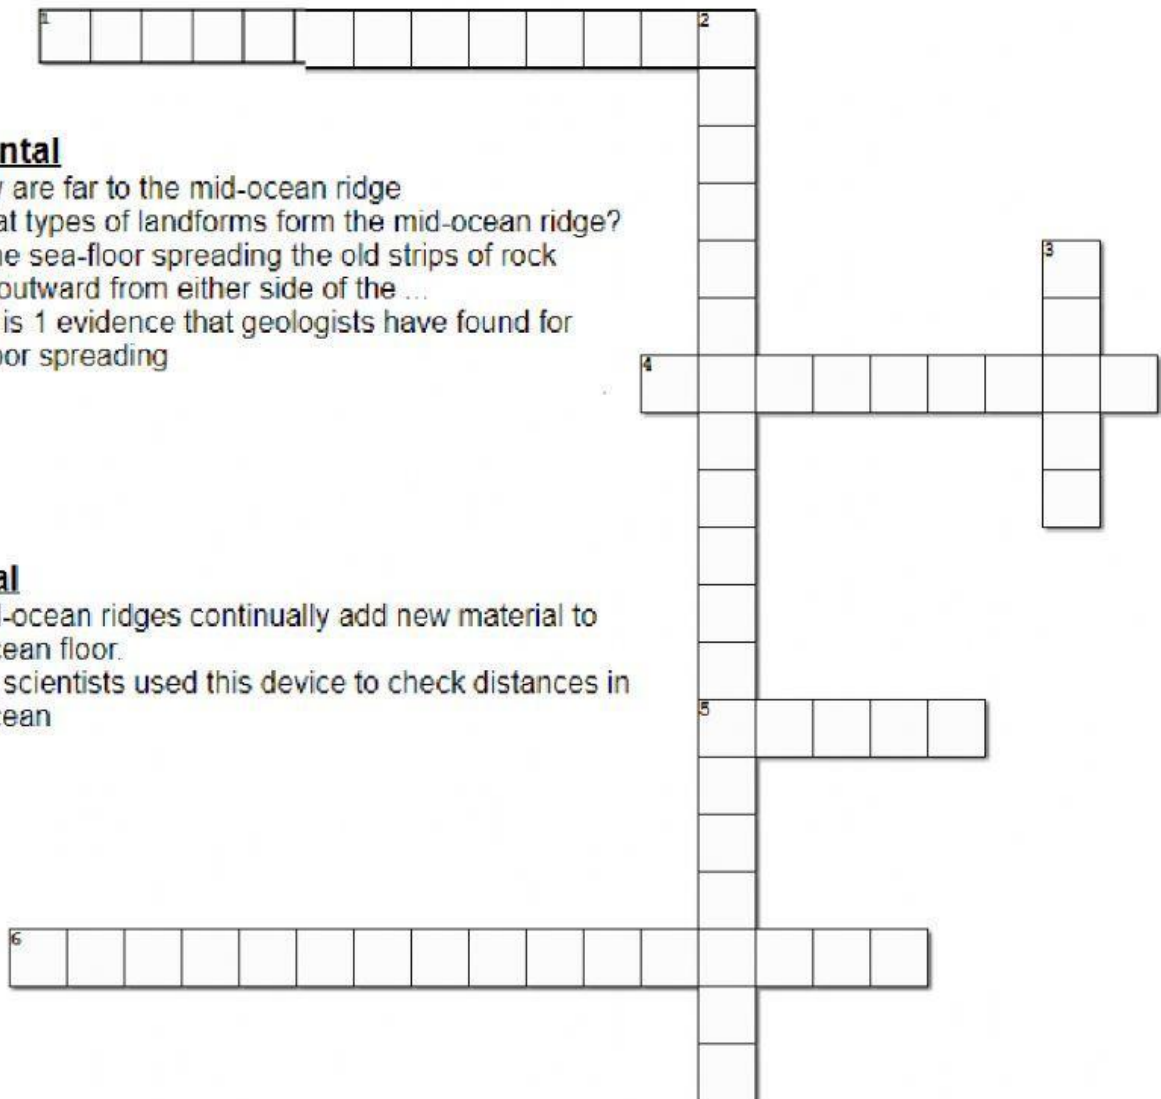 1
2
ntal
are far to the mid-ocean ridge
at types of landforms form the mid-ocean ridge?
ne sea-floor spreading the old strips of rock
outward from either side of the ...
is 1 evidence that geologists have found for
oor spreading
3
4
al
-ocean ridges continually add new material to
ean floor.
scientists used this device to check distances in
ean
5
6